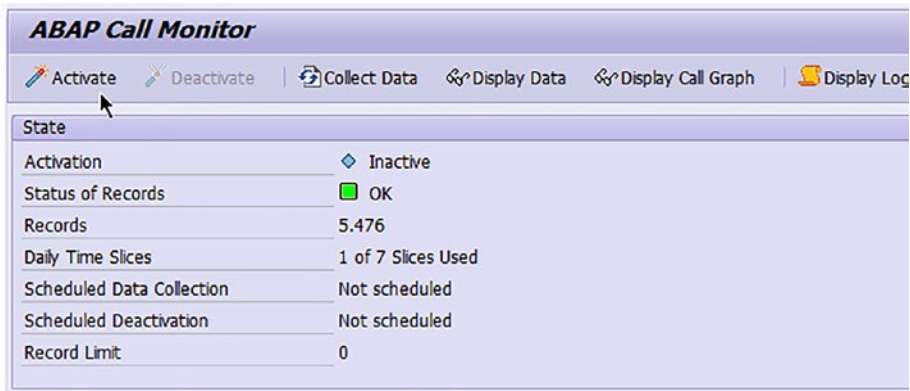 ABAP Call Monitor
Activate Deactivate Collect Data Display Data Display Call Graph Display Log
State
Activation Inactive
Status of Records OK
Records 5.476
Daily Time Slices 1 of 7 Slices Used
Scheduled Data Collection Not scheduled
Scheduled Deactivation Not scheduled
Record Limit 0